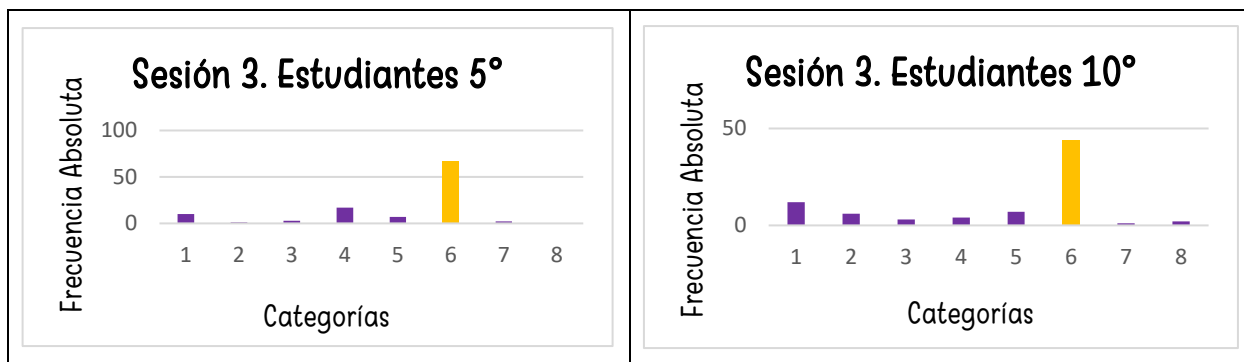 Sesión 3. Estudiantes 5°
Frecuencia Absoluta
100
50
0
1 2 3 4 5 6 7 8
Categorías
Sesión 3. Estudiantes 10°
Frecuencia Absoluta
50
0
1 2 3 4 5 6 7 8
Categorías